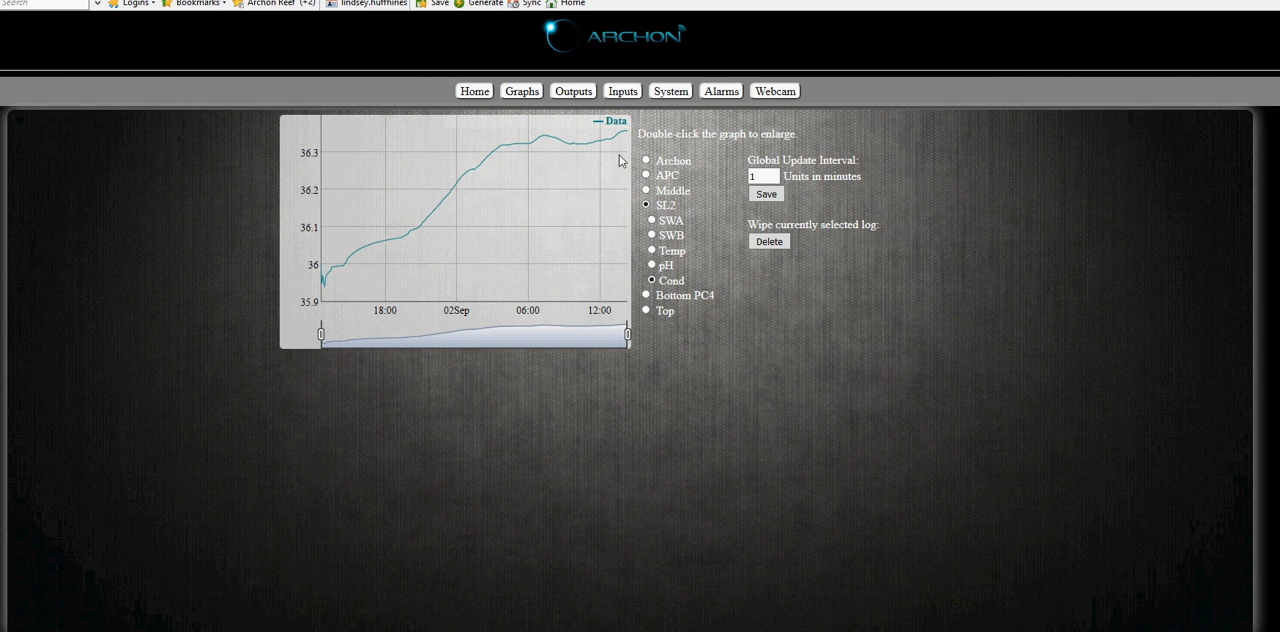 Search Logins Bookmarks Archon Reef (+2) lindsey.huffhines Save Generate Sync Home
ARCHON
Home Graphs Outputs Inputs System Alarms Webcam
Data
36.3
36.2
36.1
36
35.9
18:00 02Sep 06:00 12:00
Double-click the graph to enlarge.
Archon
APC
Middle
SL2
SWA
SWB
Temp
pH
Cond
Bottom PC4
Top
Global Update Interval:
1 Units in minutes
Save
Wipe currently selected log:
Delete